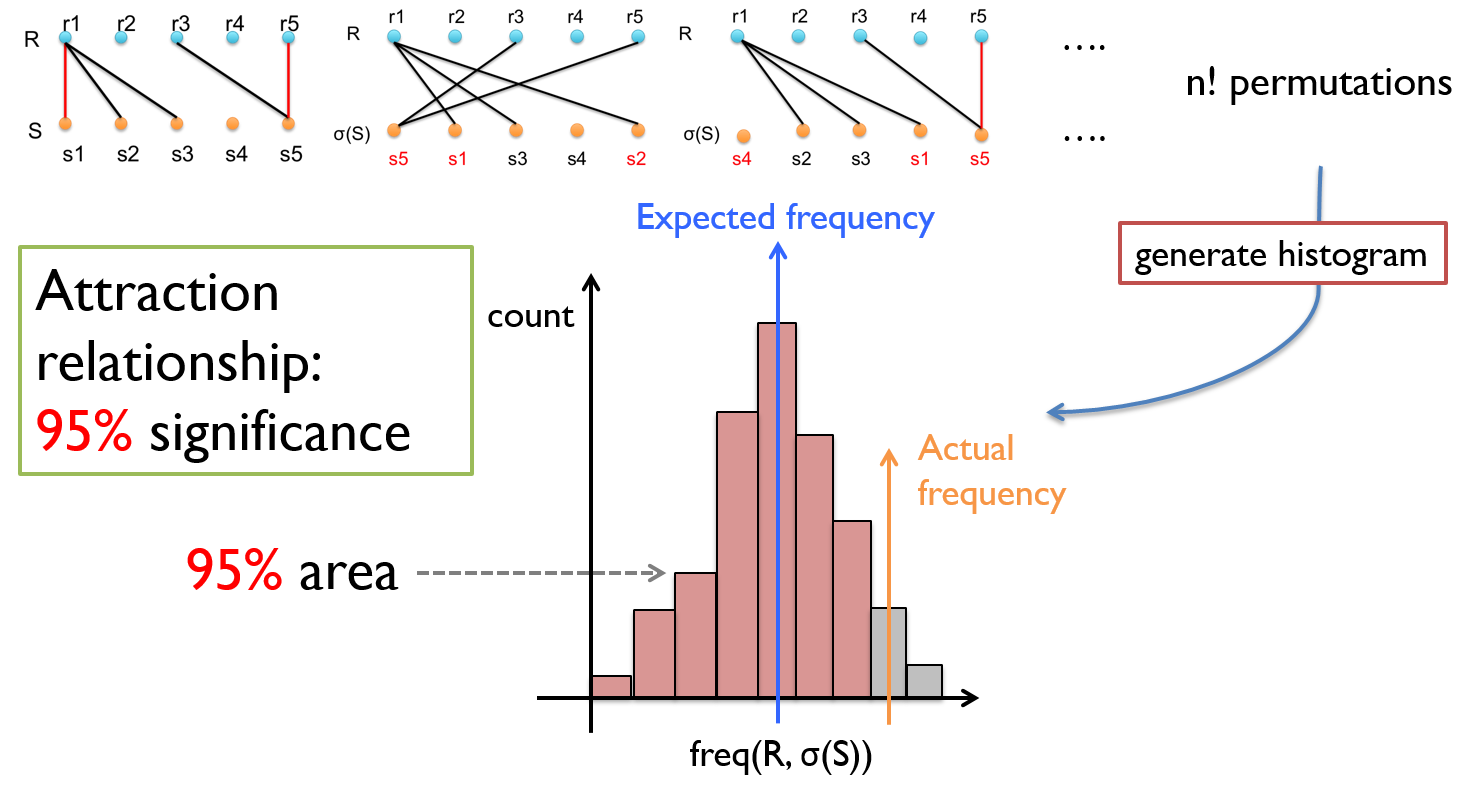 r1 r2 r3 r4 r5
R
S
s1 s2 s3 s4 s5
r1 r2 r3 r4 r5
R
σ(S)
s5 s1 s3 s4 s2
r1 r2 r3 r4 r5
R
σ(S)
s4 s2 s3 s1 s5
....
....
n! permutations
generate histogram
Expected frequency
Attraction
relationship:
95% significance
count
Actual
frequency
95% area
freq(R, σ(S))